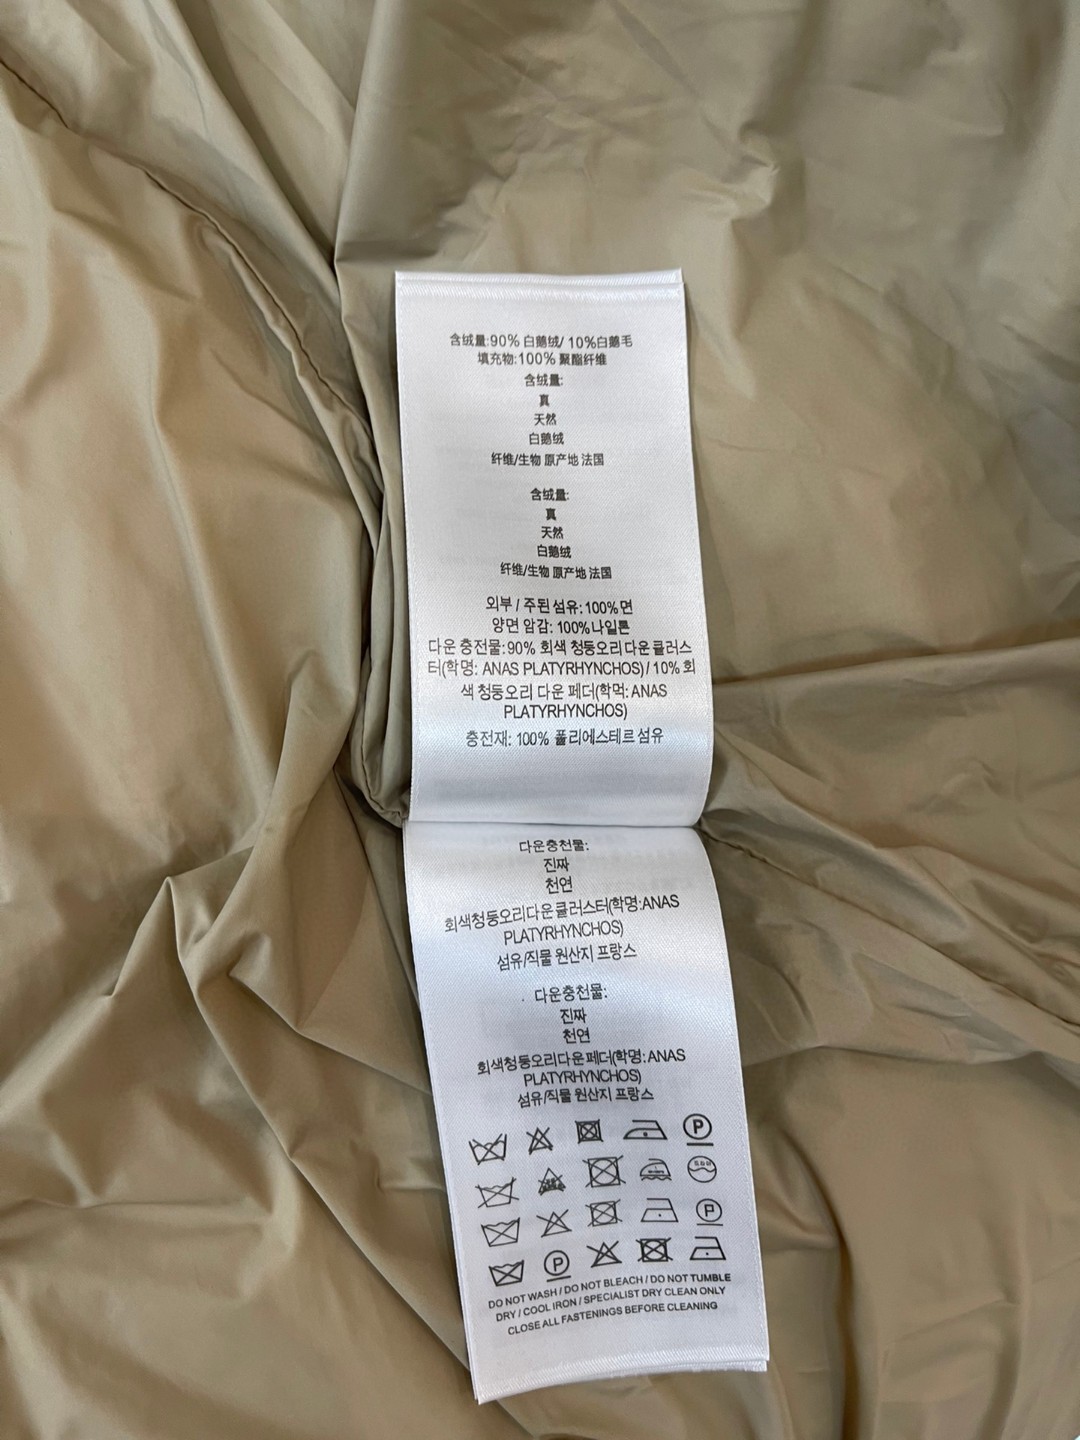 含绒量:90% 白鹅绒/ 10%白鹅毛
填充物:100% 聚酯纤维
含绒量:
真
天然
白鹅绒
纤维/生物 原产地 法国
含绒量:
真
天然
白鹅绒
纤维/生物 原产地 法国
외부 / 주된 섬유: 100% 면
양면 암감: 100% 나일론
다운 충전물: 90% 회색 청둥오리 다운 클러스
터(학명: ANAS PLATYRHYNCHOS) / 10% 회
색 청둥오리 다운 페더(학먹: ANAS
PLATYRHYNCHOS)
충전재: 100% 폴리에스테르 섬유
다운충천물:
진짜
천연
회색청둥오리다운클러스터(학명:ANAS
PLATYRHYNCHOS)
섬유/직물 원산지 프랑스
다운충천물:
진짜
천연
회색청둥오리다운페더(학명:ANAS
PLATYRHYNCHOS)
섬유/직물 원산지 프랑스
P
P
P
DO NOT WASH / DO NOT BLEACH / DO NOT TUMBLE
DRY / COOL IRON / SPECIALIST DRY CLEAN ONLY
CLOSE ALL FASTENINGS BEFORE CLEANING